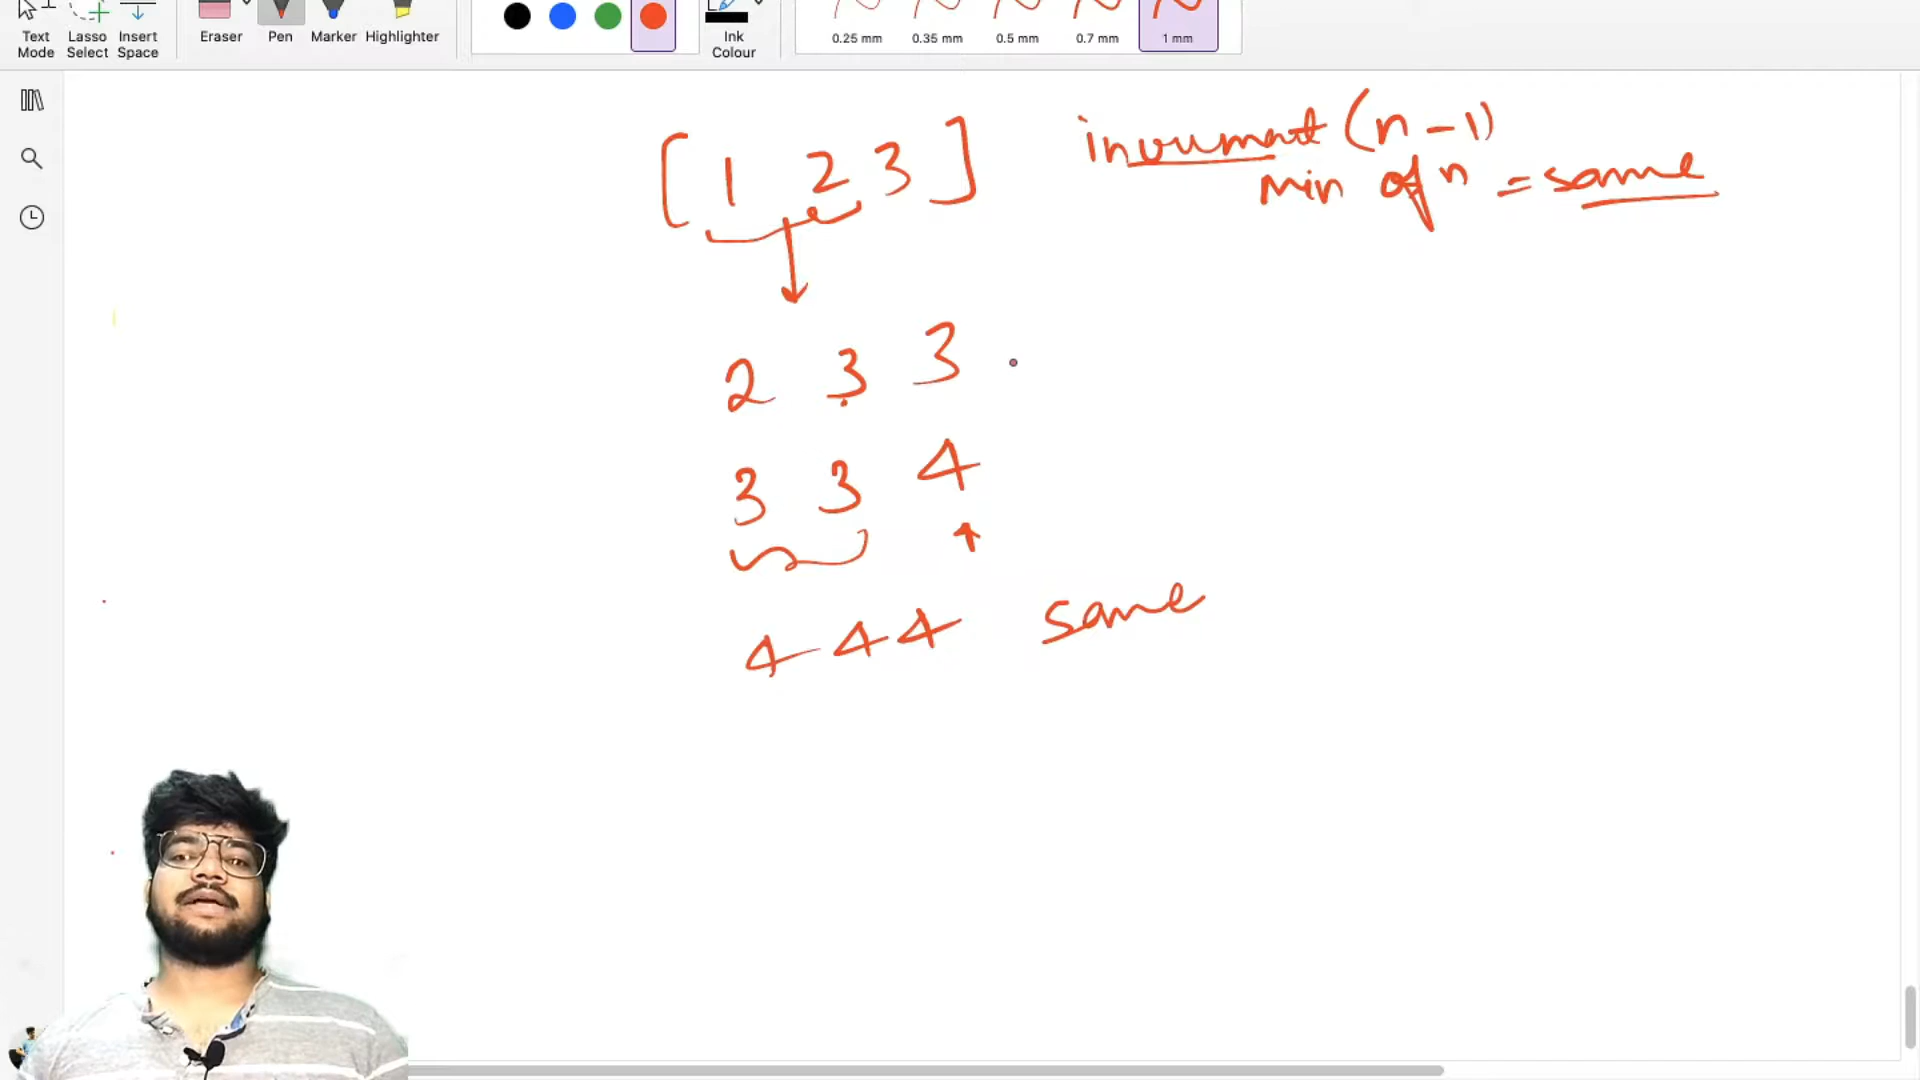 Text Mode
Lasso Select
Insert Space
Eraser
Pen
Marker
Highlighter
Ink Colour
0.25 mm
0.35 mm
0.5 mm
0.7 mm
1 mm
[ 1 2 3 ]
increment (n-1)
min of n = same
2 3 3
3 3 4
4 4 4 same